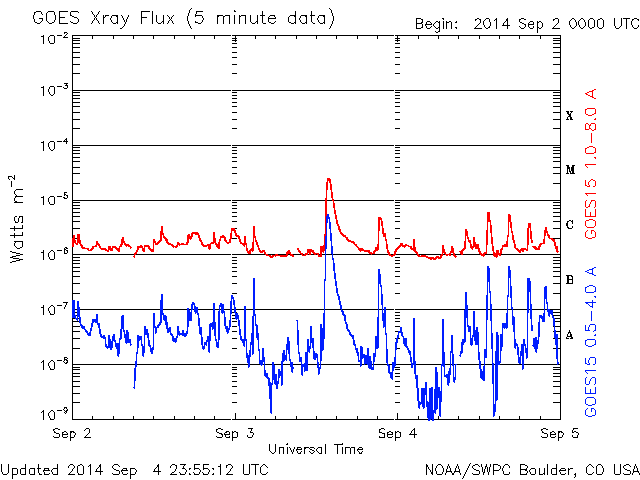 GOES Xray Flux (5 minute data)
Begin: 2014 Sep 2 0000 UTC
10⁻²
10⁻³
10⁻⁴
10⁻⁵
10⁻⁶
10⁻⁷
10⁻⁸
10⁻⁹
Watts m⁻²
X
M
C
B
A
GOES15 1.0-8.0 A
GOES15 0.5-4.0 A
Sep 2
Sep 3
Sep 4
Sep 5
Universal Time
Updated 2014 Sep 4 23:55:12 UTC
NOAA/SWPC Boulder, CO USA